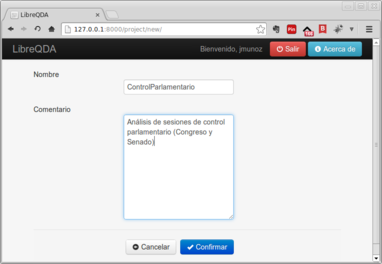 LibreQDA
127.0.0.1:8000/project/new/
LibreQDA
Bienvenido, jmunoz
Salir
Acerca de
Nombre
ControlParlamentario
Comentario
Análisis de sesiones de control
parlamentario (Congreso y
Senado)
Cancelar
Confirmar